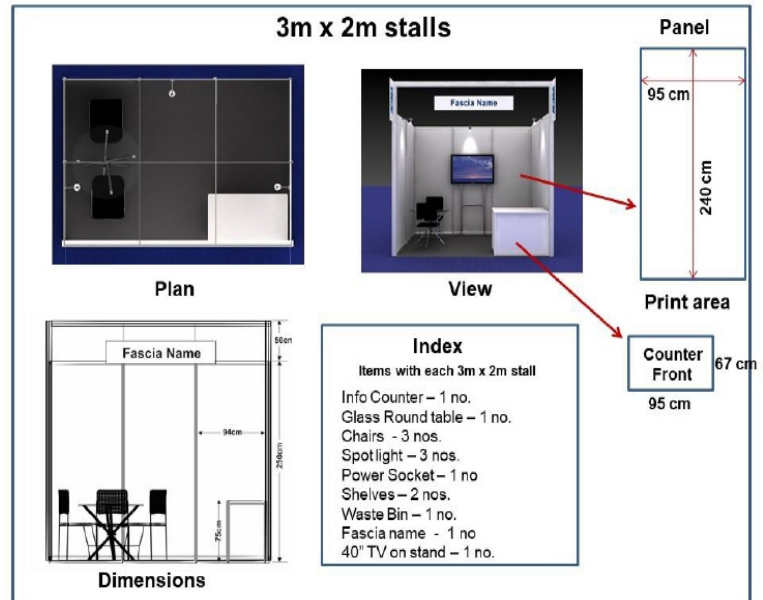 3m x 2m stalls
Panel
95 cm
240 cm
Fascia Name
Plan
View
Print area
Counter
Front
67 cm
95 cm
Fascia Name
94cm
250cm
75cm
Dimensions
Index
Items with each 3m x 2m stall
Info Counter – 1 no.
Glass Round table – 1 no.
Chairs - 3 nos.
Spotlight – 3 nos.
Power Socket – 1 no
Shelves – 2 nos.
Waste Bin – 1 no.
Fascia name - 1 no
40" TV on stand – 1 no.